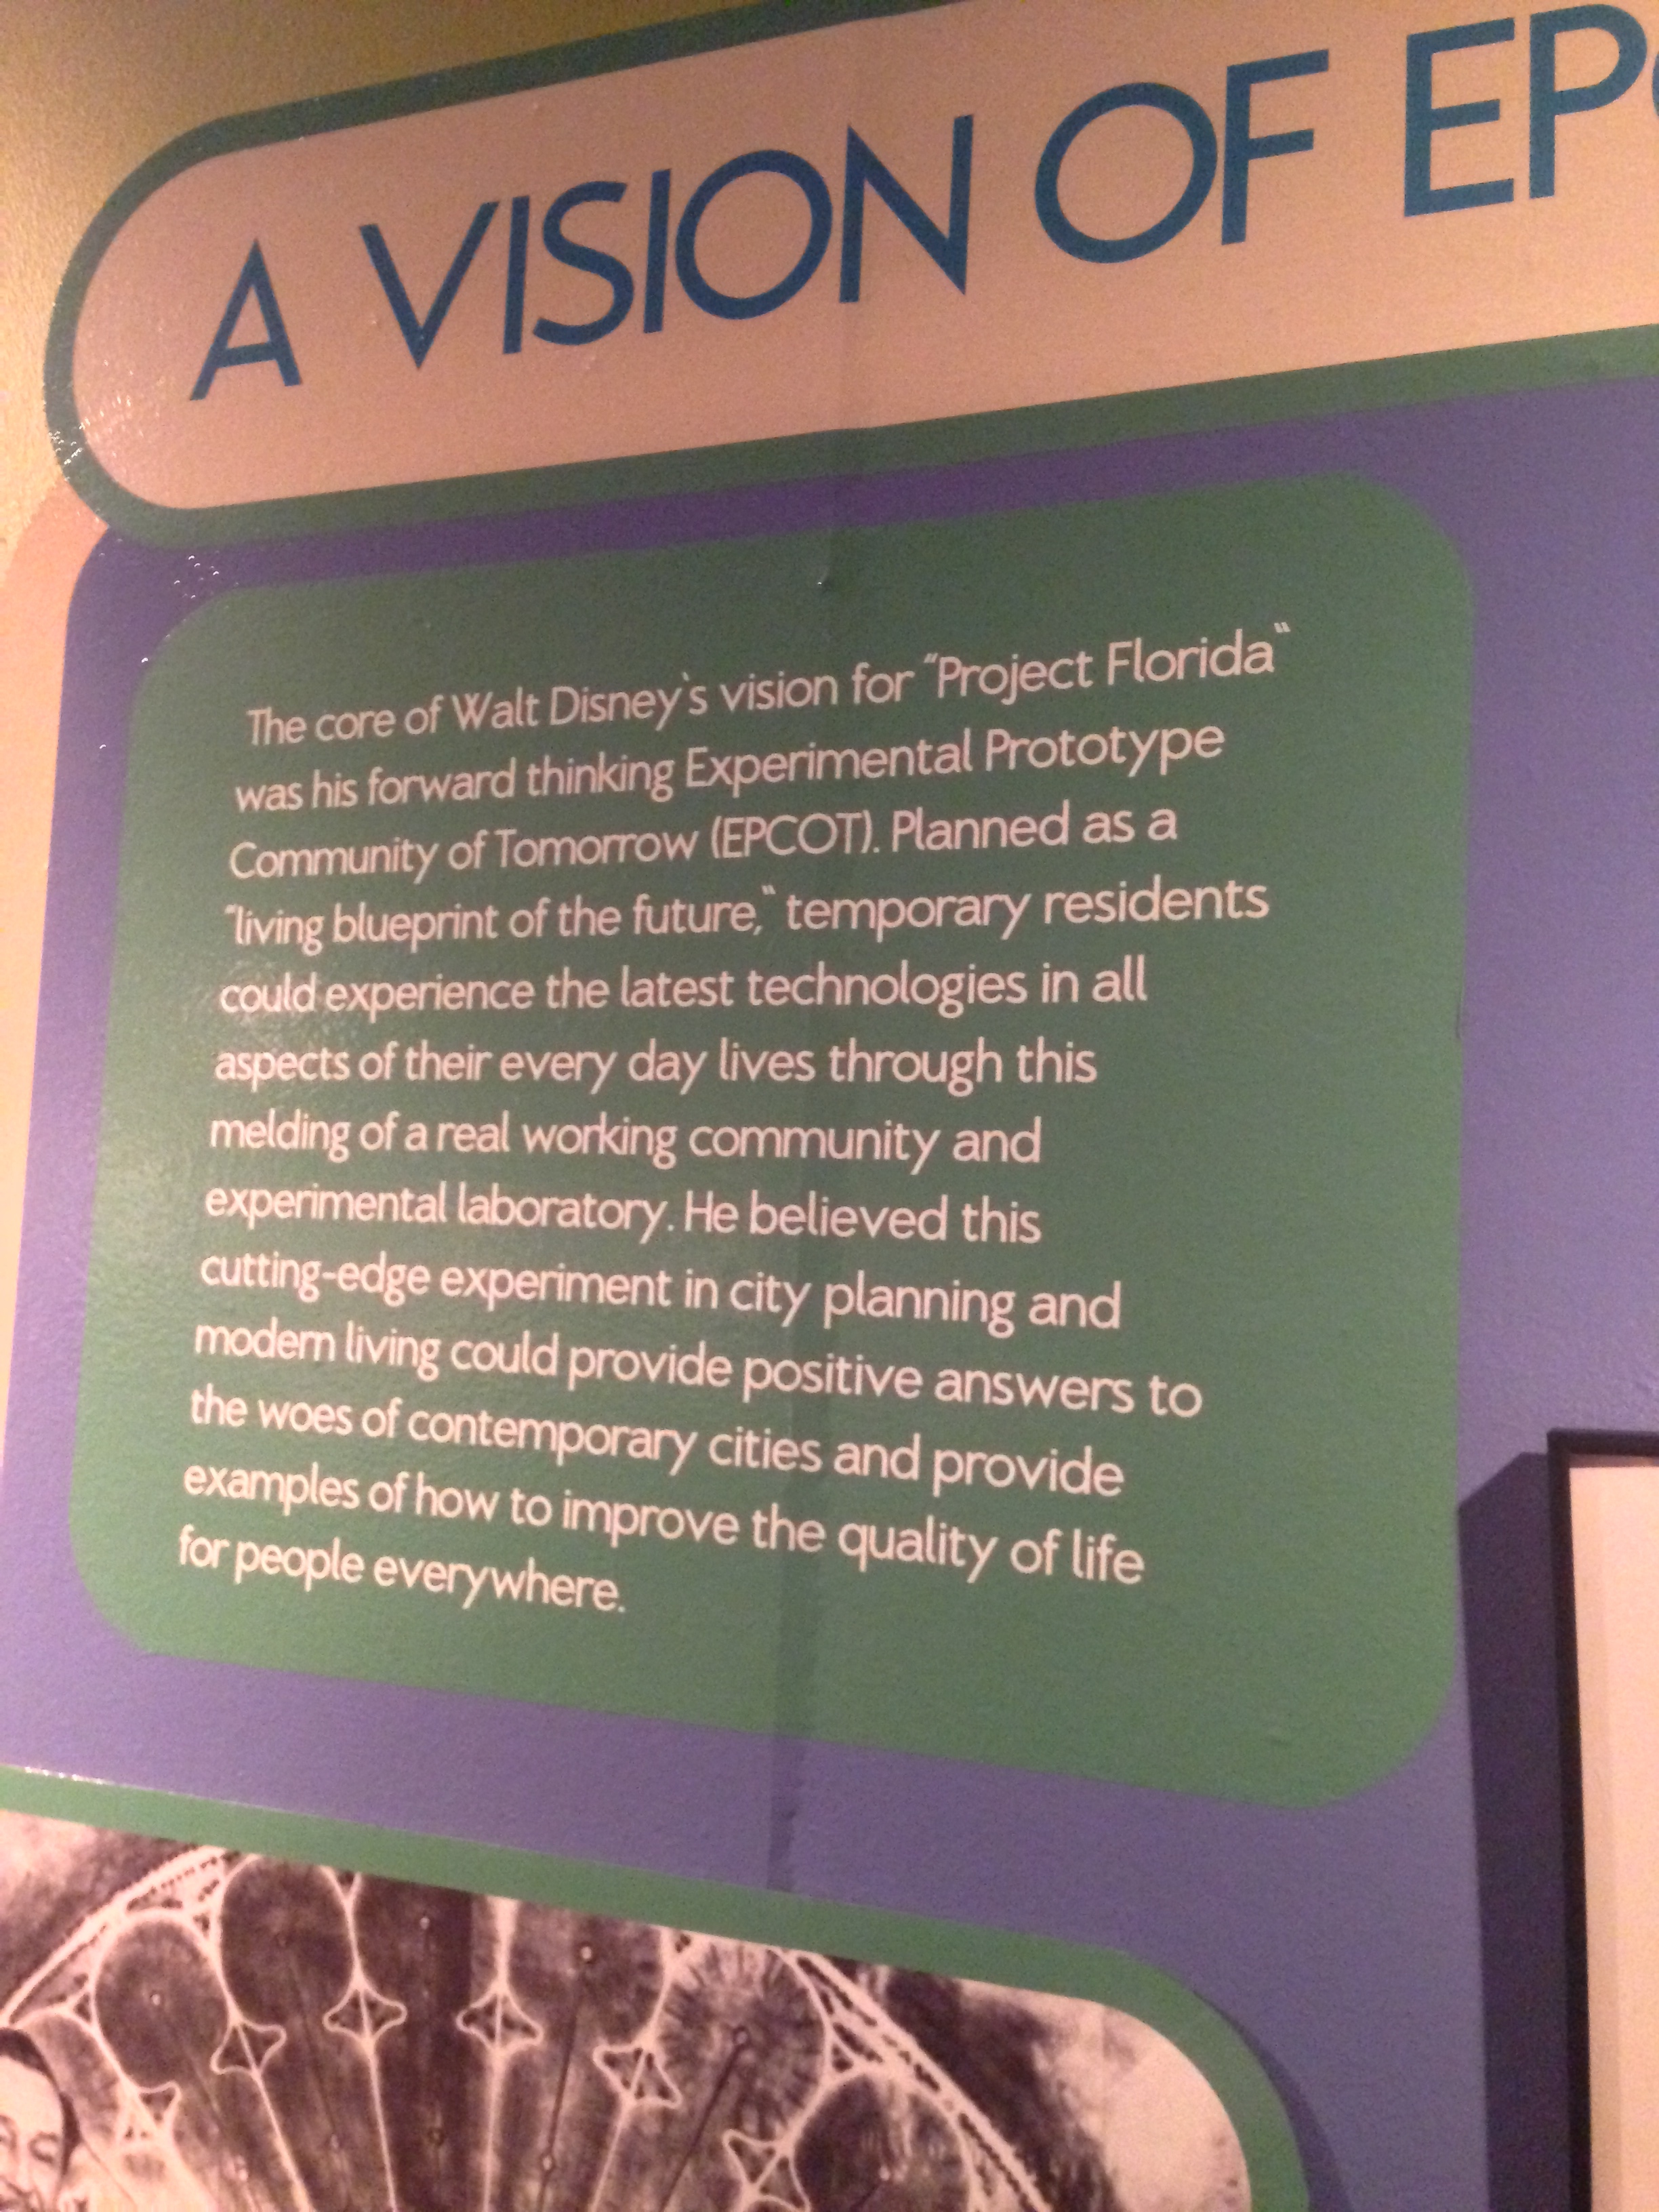 A VISION OF EP
The core of Walt Disney's vision for "Project Florida"
was his forward thinking Experimental Prototype
Community of Tomorrow (EPCOT). Planned as a
"living blueprint of the future," temporary residents
could experience the latest technologies in all
aspects of their every day lives through this
melding of a real working community and
experimental laboratory. He believed this
cutting-edge experiment in city planning and
modern living could provide positive answers to
the woes of contemporary cities and provide
examples of how to improve the quality of life
for people everywhere.